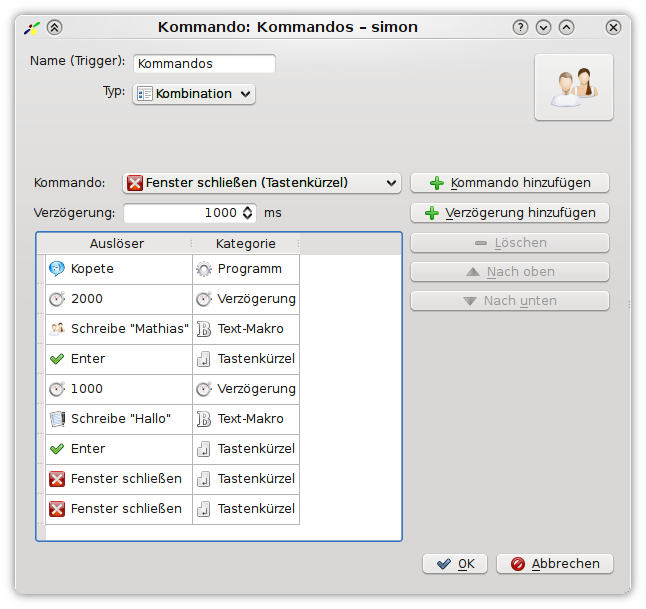 Kommando: Kommandos – simon
Name (Trigger): Kommandos
Typ: Kombination
Kommando: Fenster schließen (Tastenkürzel) Kommando hinzufügen
Verzögerung: 1000 ms Verzögerung hinzufügen
Auslöser Kategorie Löschen
Kopete Programm Nach oben
2000 Verzögerung Nach unten
Schreibe "Mathias" Text-Makro
Enter Tastenkürzel
1000 Verzögerung
Schreibe "Hallo" Text-Makro
Enter Tastenkürzel
Fenster schließen Tastenkürzel
Fenster schließen Tastenkürzel
OK Abbrechen